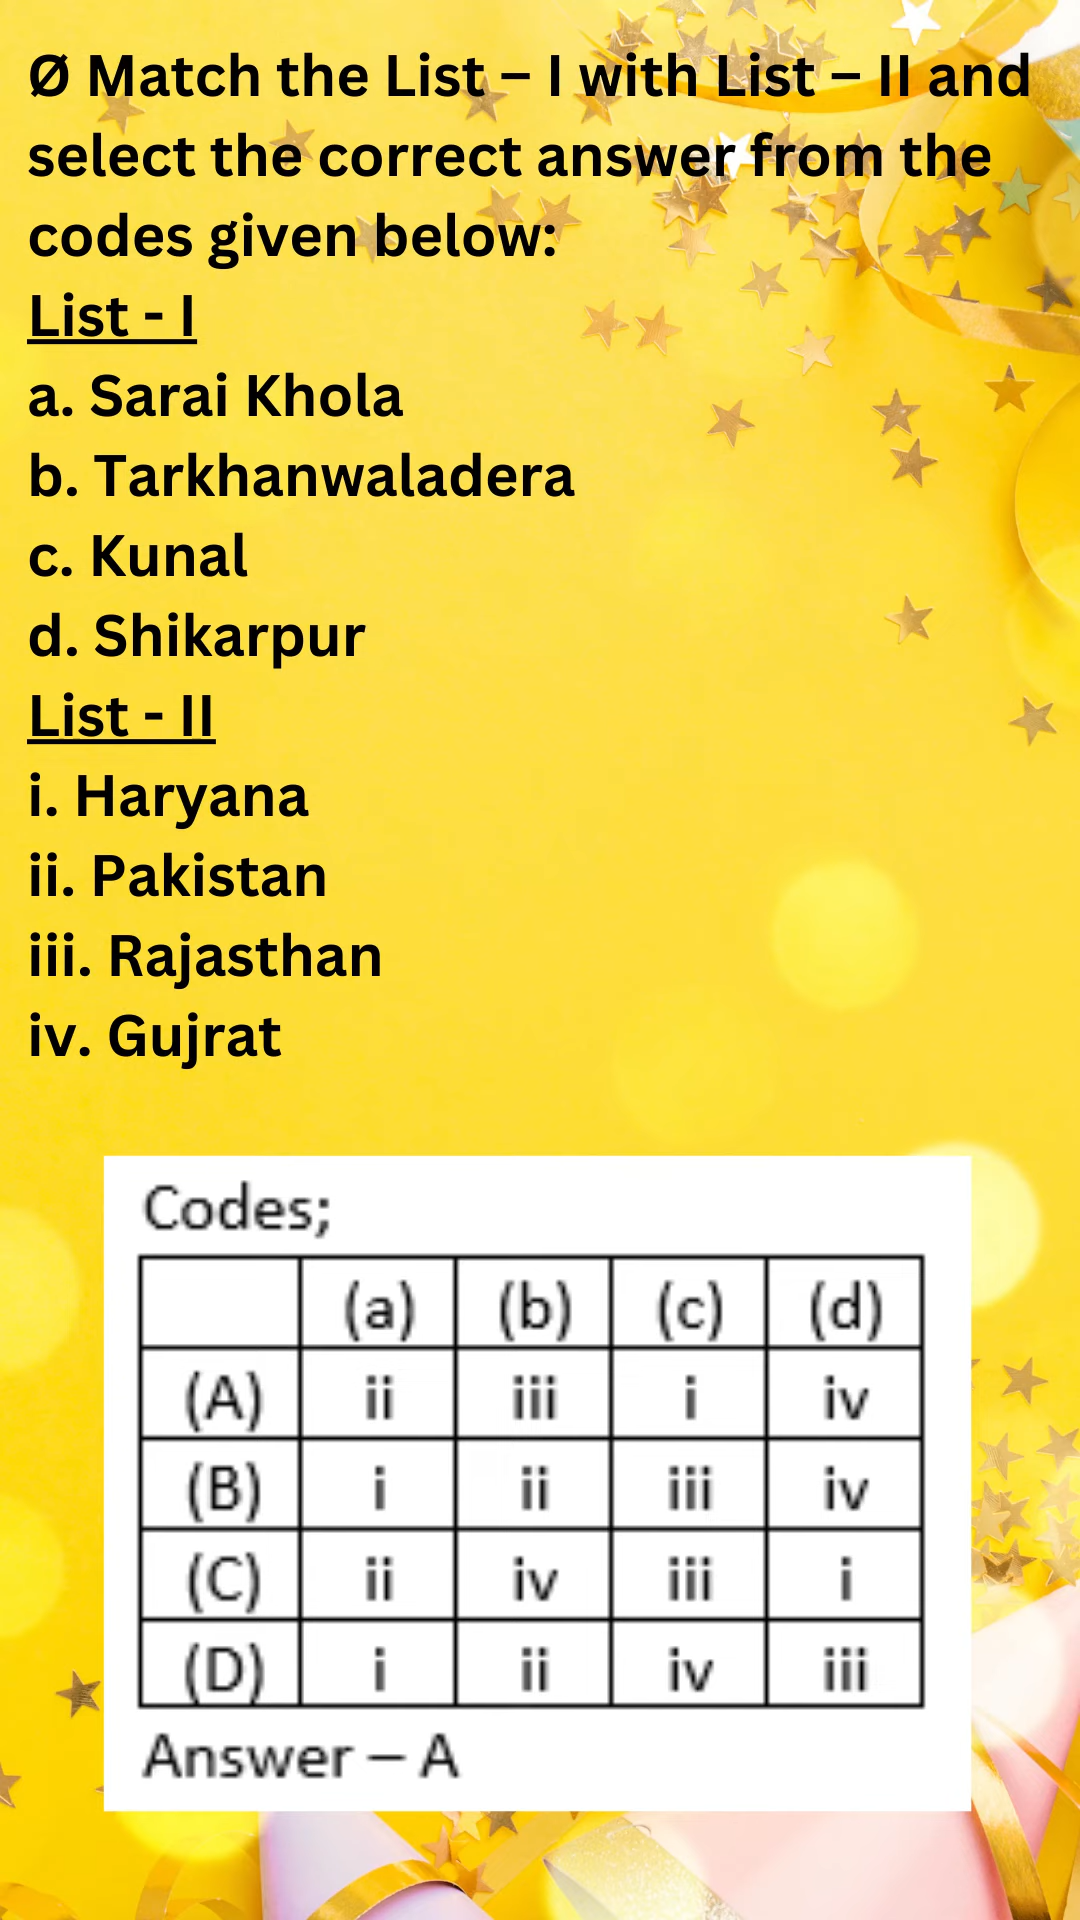 Ø Match the List – I with List – II and
select the correct answer from the
codes given below:
List - I
a. Sarai Khola
b. Tarkhanwaladera
c. Kunal
d. Shikarpur
List - II
i. Haryana
ii. Pakistan
iii. Rajasthan
iv. Gujrat
Codes;
(a) (b) (c) (d)
(A) ii iii i iv
(B) i ii iii iv
(C) ii iv iii i
(D) i ii iv iii
Answer – A